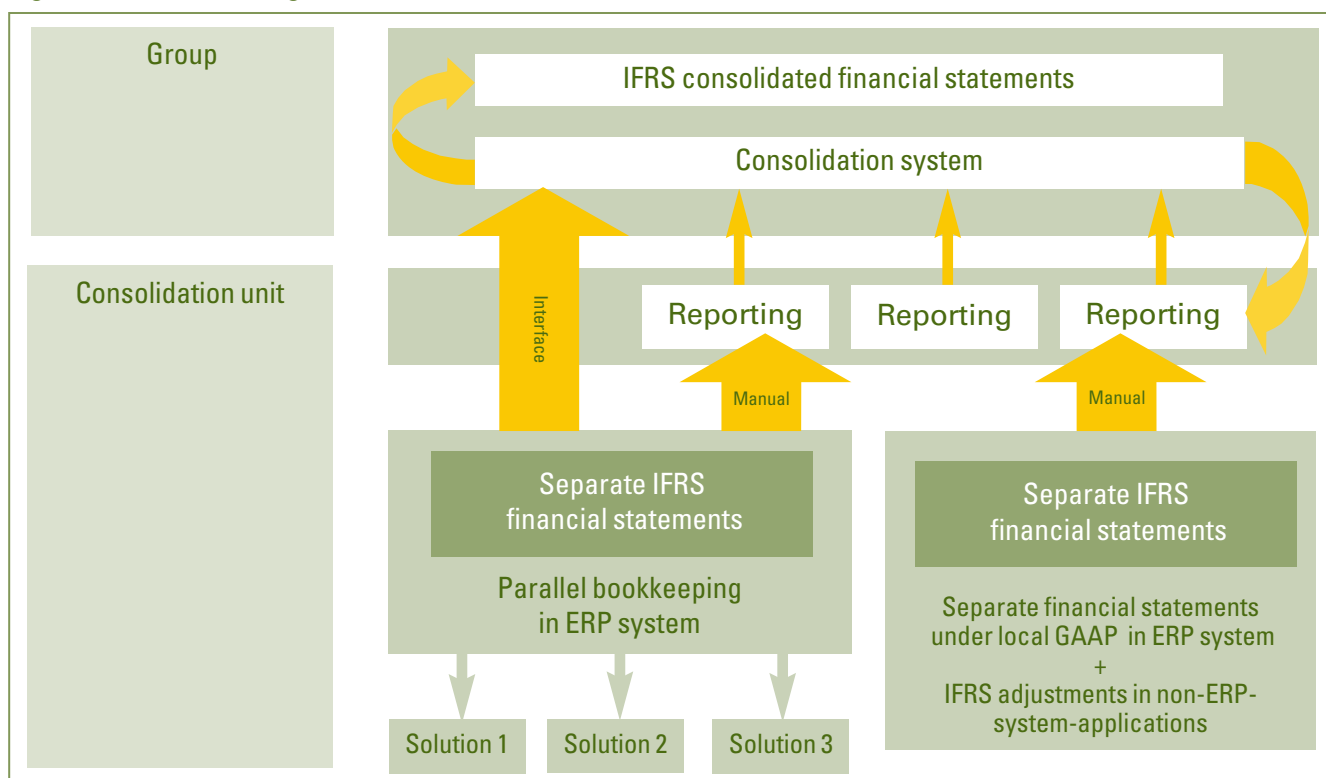 Group
IFRS consolidated financial statements
Consolidation system
Consolidation unit
Interface
Reporting
Reporting
Reporting
Manual
Manual
Separate IFRS
financial statements
Parallel bookkeeping
in ERP system
Solution 1
Solution 2
Solution 3
Separate IFRS
financial statements
Separate financial statements
under local GAAP in ERP system
+
IFRS adjustments in non-ERP-
system-applications